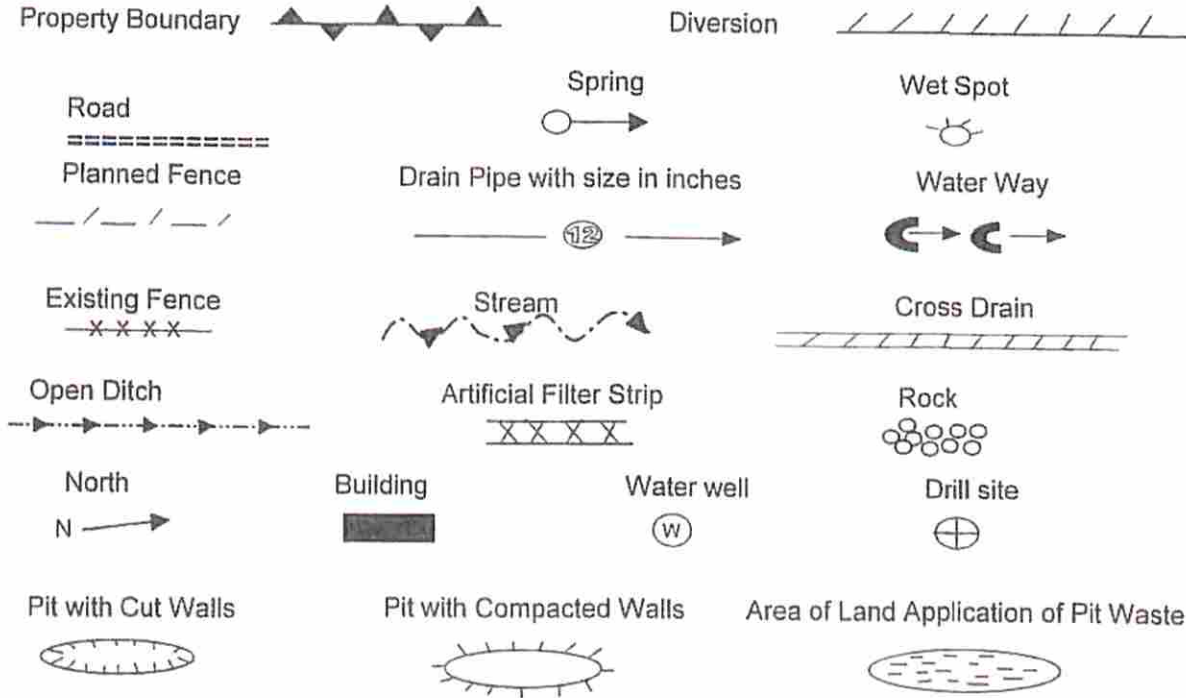 Property Boundary
Diversion
Road
Spring
Wet Spot
Planned Fence
Drain Pipe with size in inches
12
Water Way
Existing Fence
X X X X
Stream
Cross Drain
Open Ditch
Artificial Filter Strip
X X X X
Rock
North
N
Building
Water well
W
Drill site
Pit with Cut Walls
Pit with Compacted Walls
Area of Land Application of Pit Waste